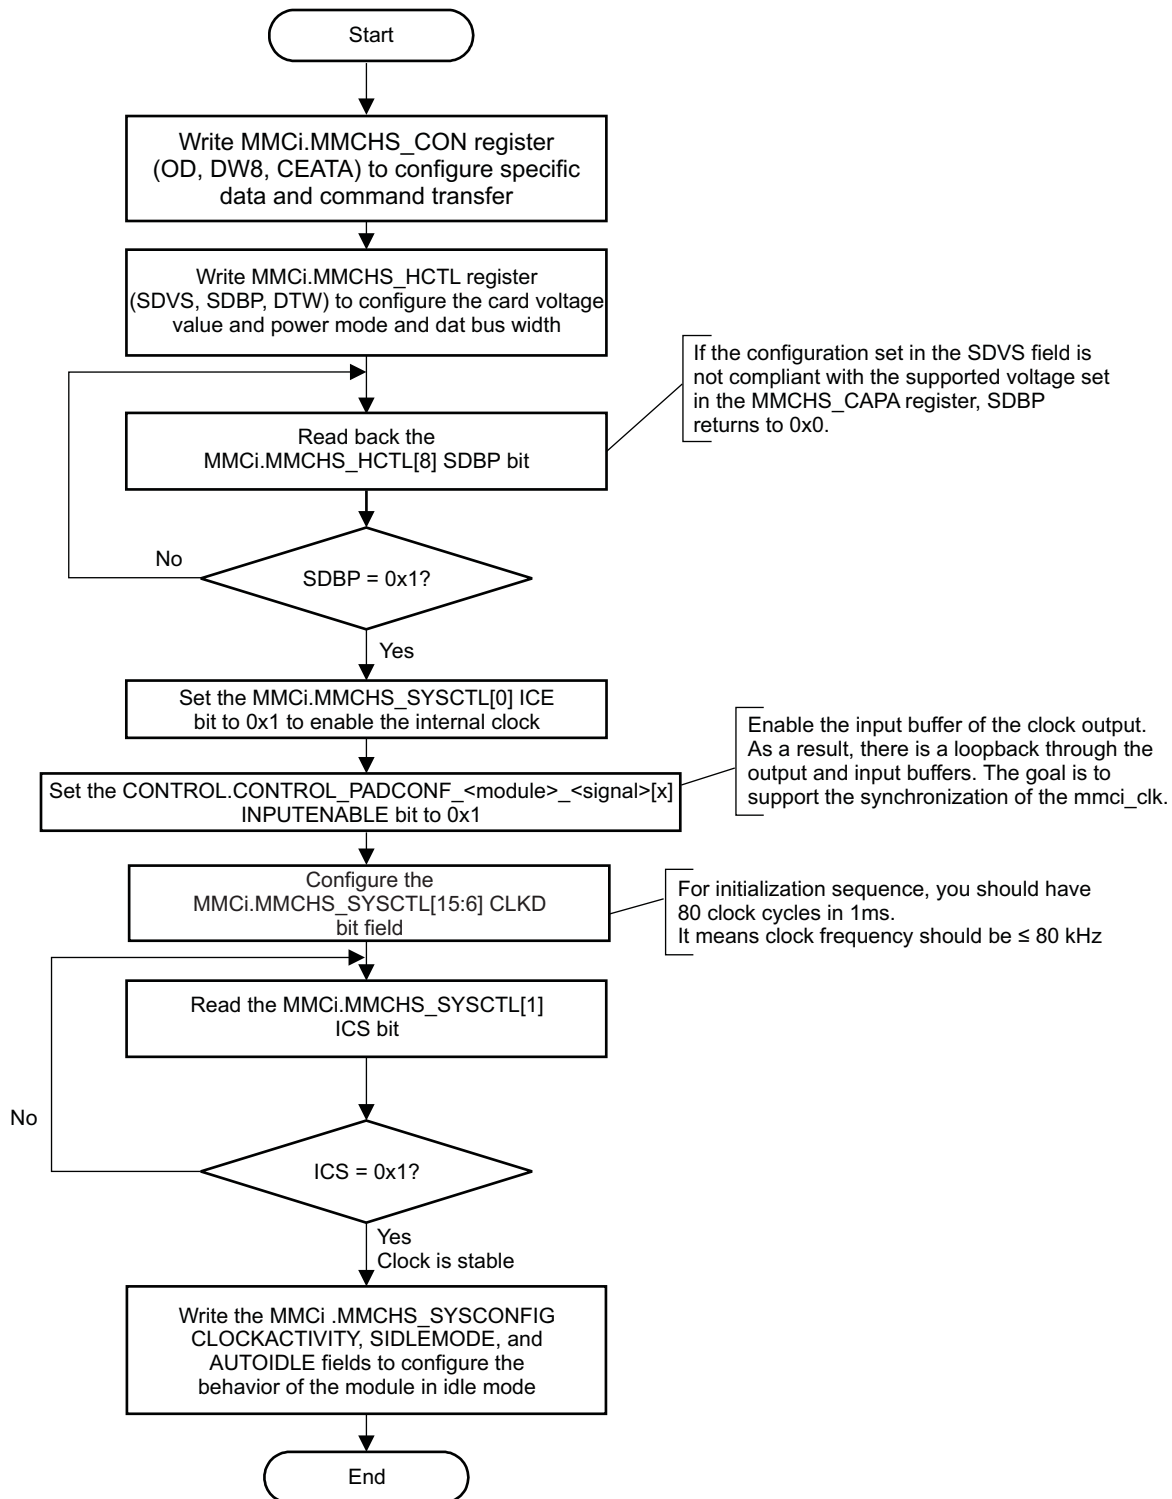 Start
Write MMCi.MMCHS_CON register
(OD, DW8, CEATA) to configure specific
data and command transfer
Write MMCi.MMCHS_HCTL register
(SDVS, SDBP, DTW) to configure the card voltage
value and power mode and dat bus width
If the configuration set in the SDVS field is
not compliant with the supported voltage set
in the MMCHS_CAPA register, SDBP
returns to 0x0.
Read back the
MMCi.MMCHS_HCTL[8] SDBP bit
No
SDBP = 0x1?
Yes
Set the MMCi.MMCHS_SYSCTL[0] ICE
bit to 0x1 to enable the internal clock
Enable the input buffer of the clock output.
As a result, there is a loopback through the
output and input buffers. The goal is to
support the synchronization of the mmci_clk.
Set the CONTROL.CONTROL_PADCONF_<module>_<signal>[x]
INPUTENABLE bit to 0x1
Configure the
MMCi.MMCHS_SYSCTL[15:6] CLKD
bit field
For initialization sequence, you should have
80 clock cycles in 1ms.
It means clock frequency should be ≤ 80 kHz
Read the MMCi.MMCHS_SYSCTL[1]
ICS bit
No
ICS = 0x1?
Yes
Clock is stable
Write the MMCi .MMCHS_SYSCONFIG
CLOCKACTIVITY, SIDLEMODE, and
AUTOIDLE fields to configure the
behavior of the module in idle mode
End